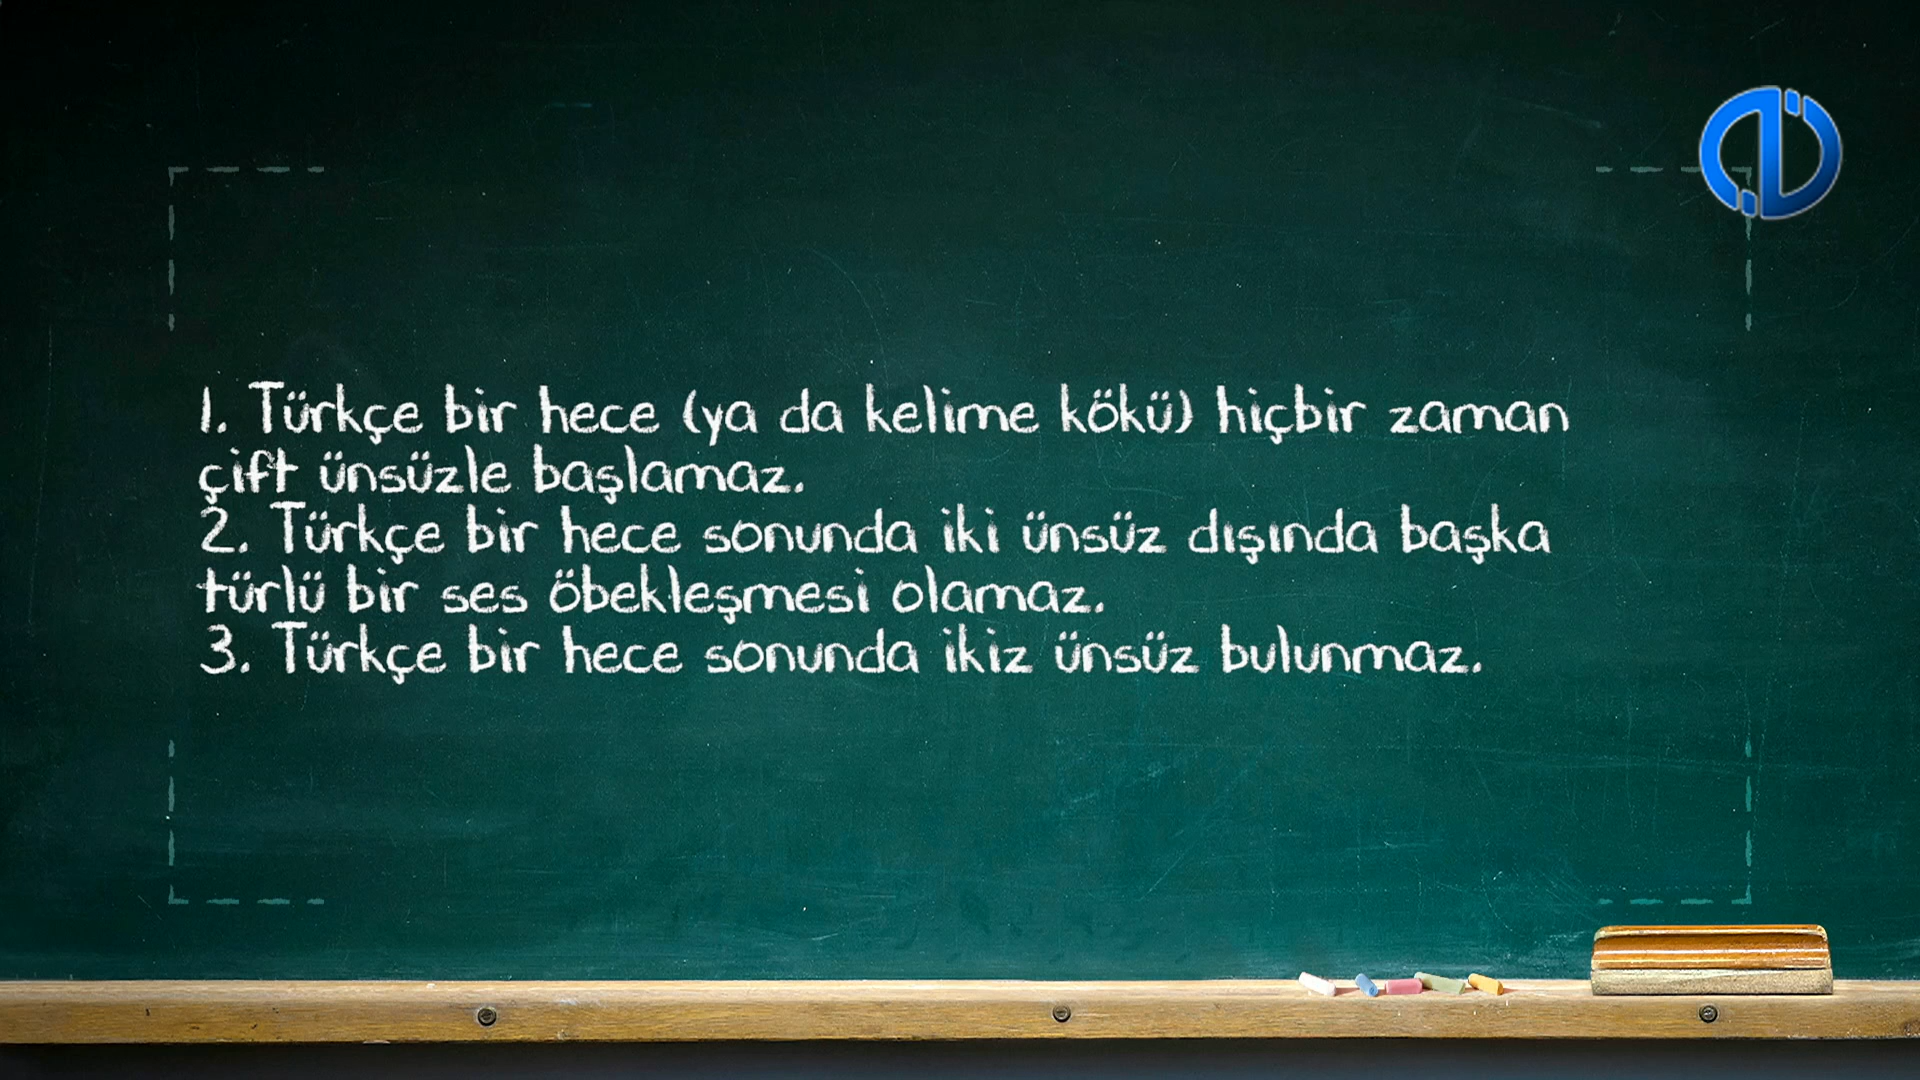 1. Türkçe bir hece (ya da kelime kökü) hiçbir zaman
çift ünsüzle başlamaz.
2. Türkçe bir hece sonunda iki ünsüz dışında başka
türlü bir ses öbekleşmesi olamaz.
3. Türkçe bir hece sonunda ikiz ünsüz bulunmaz.